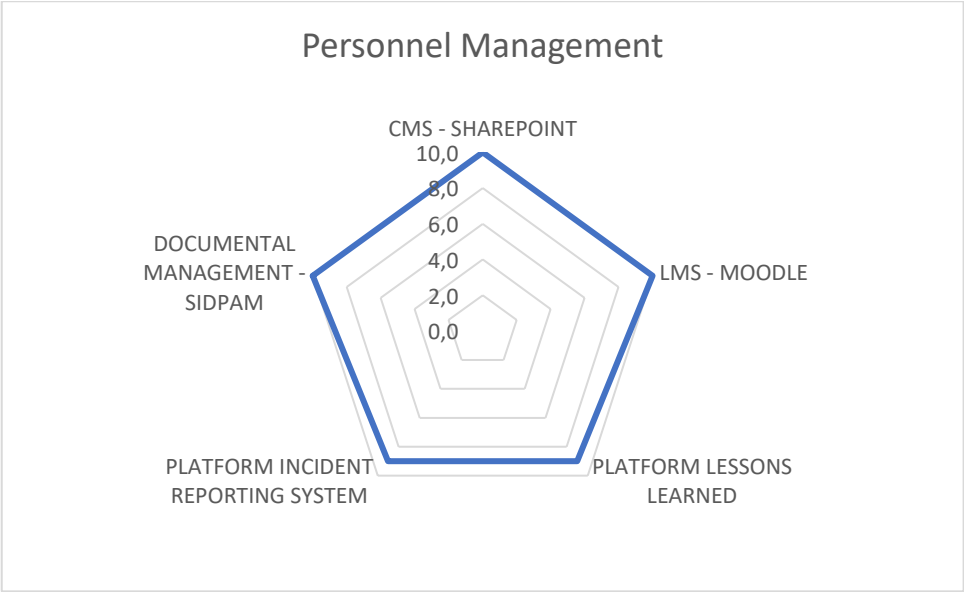 Personnel Management
CMS - SHAREPOINT
10,0
8,0
6,0
4,0
2,0
0,0
LMS - MOODLE
PLATFORM LESSONS
LEARNED
PLATFORM INCIDENT
REPORTING SYSTEM
DOCUMENTAL
MANAGEMENT -
SIDPAM